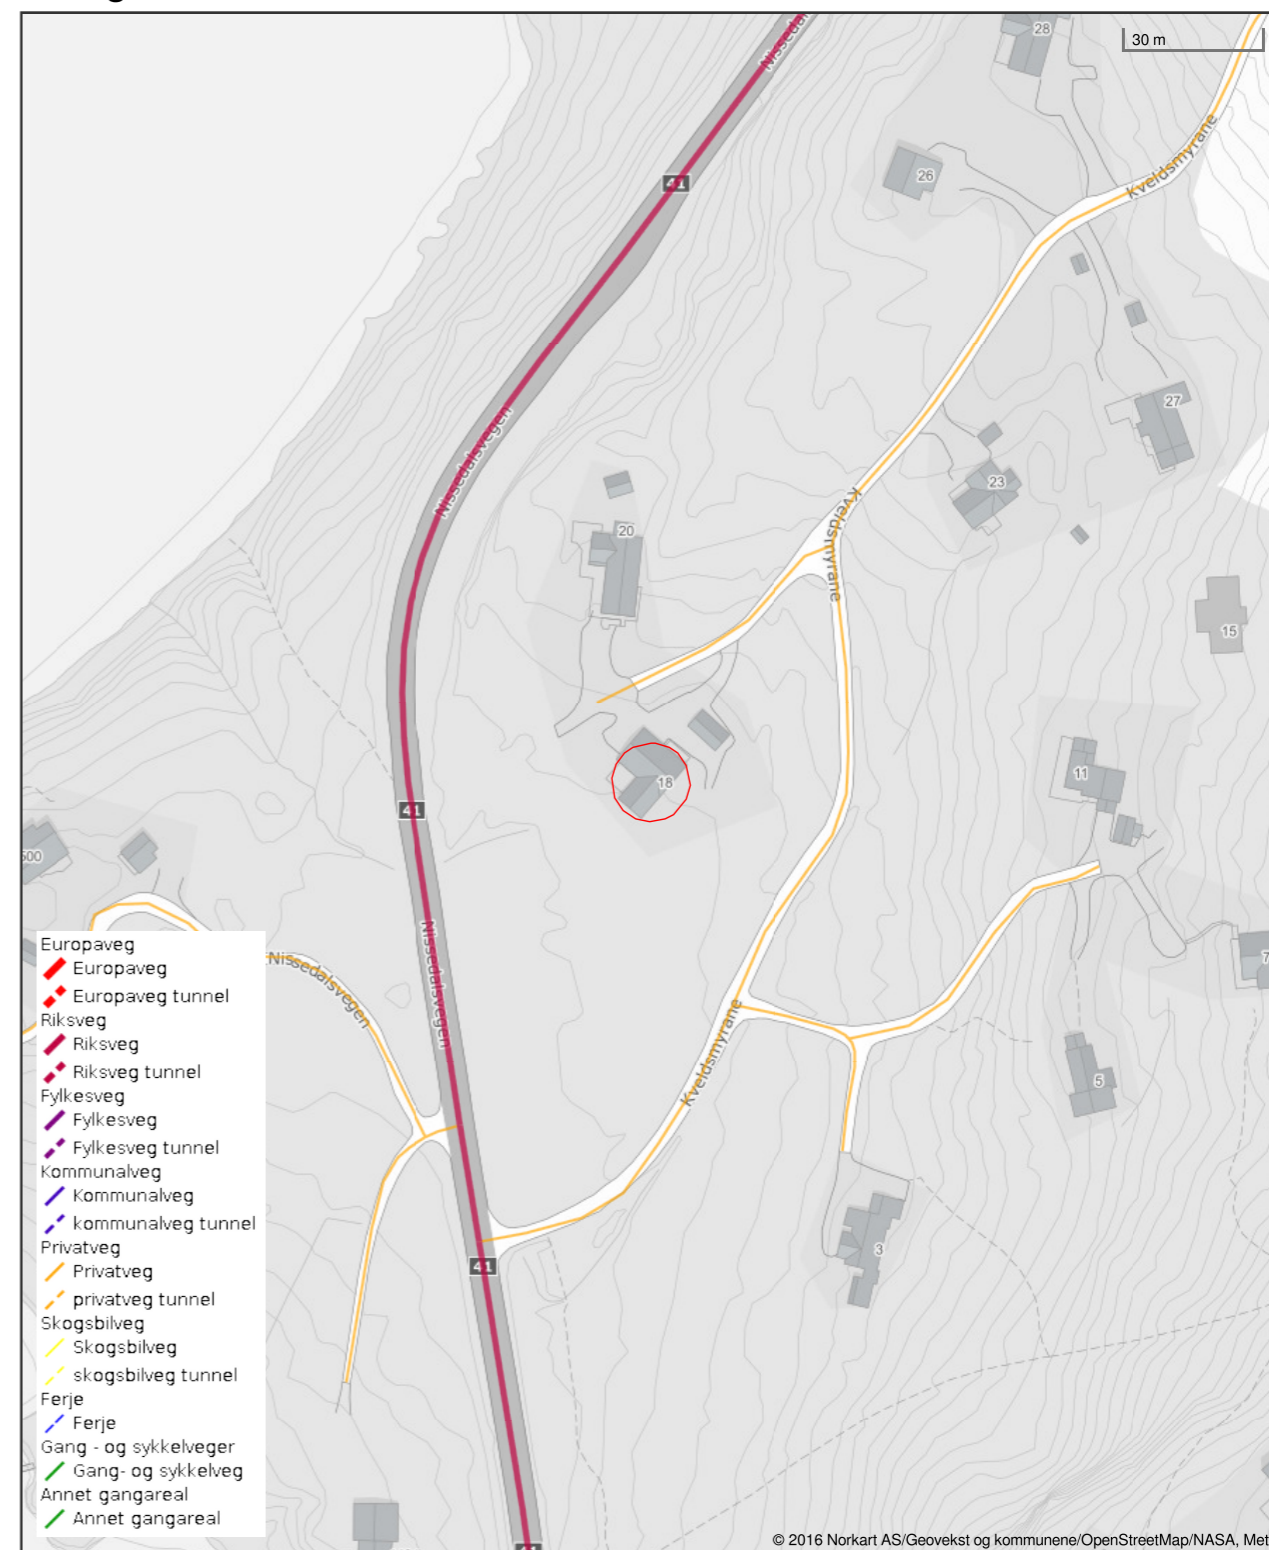 Nissedal
28
30 m
Kveldsmyrane
26
41
27
Nissedalsvegen
23
Kveldsmyrane
20
15
18
11
41
500
Nissedalsvegen
Nissedalsvegen
7
Kveldsmyrane
5
3
41
Europaveg
Europaveg
Europaveg tunnel
Riksveg
Riksveg
Riksveg tunnel
Fylkesveg
Fylkesveg
Fylkesveg tunnel
Kommunalveg
Kommunalveg
kommunalveg tunnel
Privatveg
Privatveg
privatveg tunnel
Skogsbilveg
Skogsbilveg
skogsbilveg tunnel
Ferje
Ferje
Gang - og sykkelveger
Gang- og sykkelveg
Annet gangareal
Annet gangareal
© 2016 Norkart AS/Geovekst og kommunene/OpenStreetMap/NASA, Met